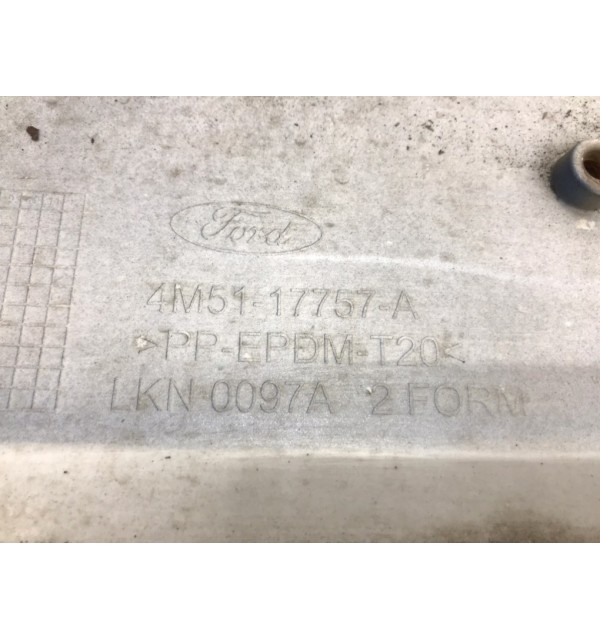 Ford
4M51-17757-A
>PP-EPDM-T20<
LKN 0097A 2 FORM